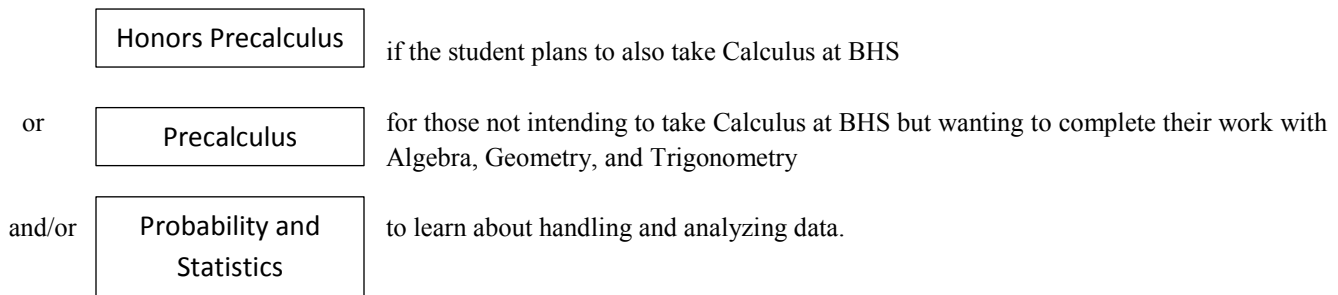 Honors Precalculus
if the student plans to also take Calculus at BHS
or
Precalculus
for those not intending to take Calculus at BHS but wanting to complete their work with
Algebra, Geometry, and Trigonometry
and/or
Probability and
Statistics
to learn about handling and analyzing data.